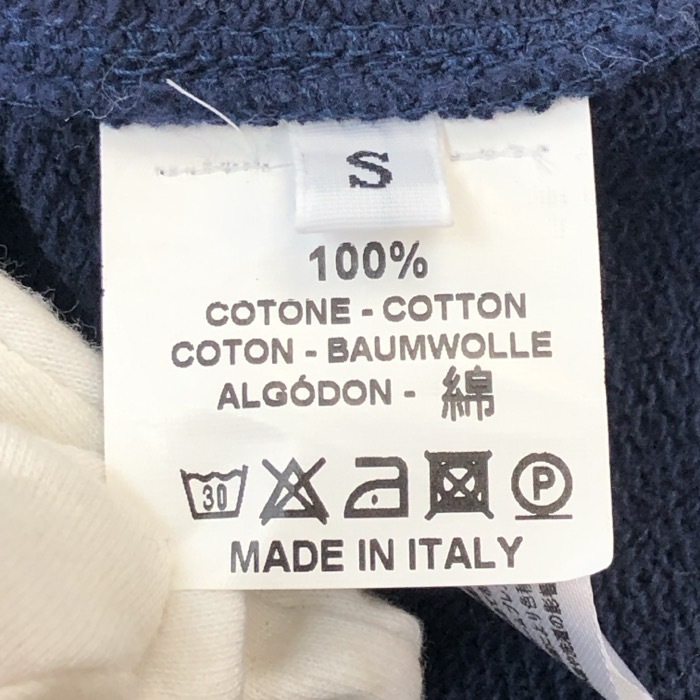 S
100%
COTONE - COTTON
COTON - BAUMWOLLE
ALGÓDON - 綿
30
P
MADE IN ITALY